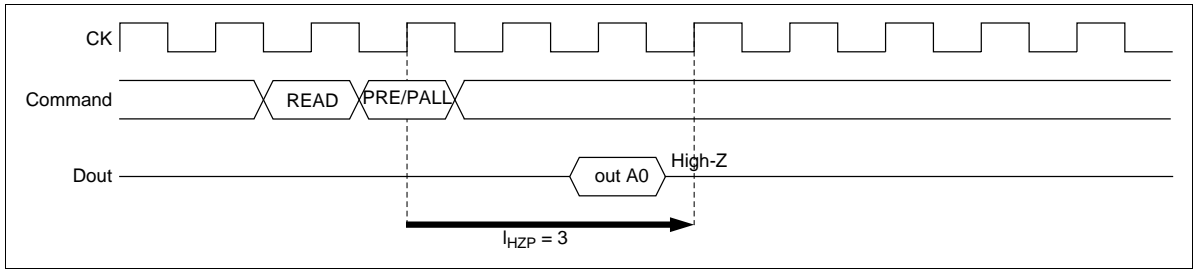 CK
Command READ PRE/PALL
High-Z
Dout out A0
lHZP = 3